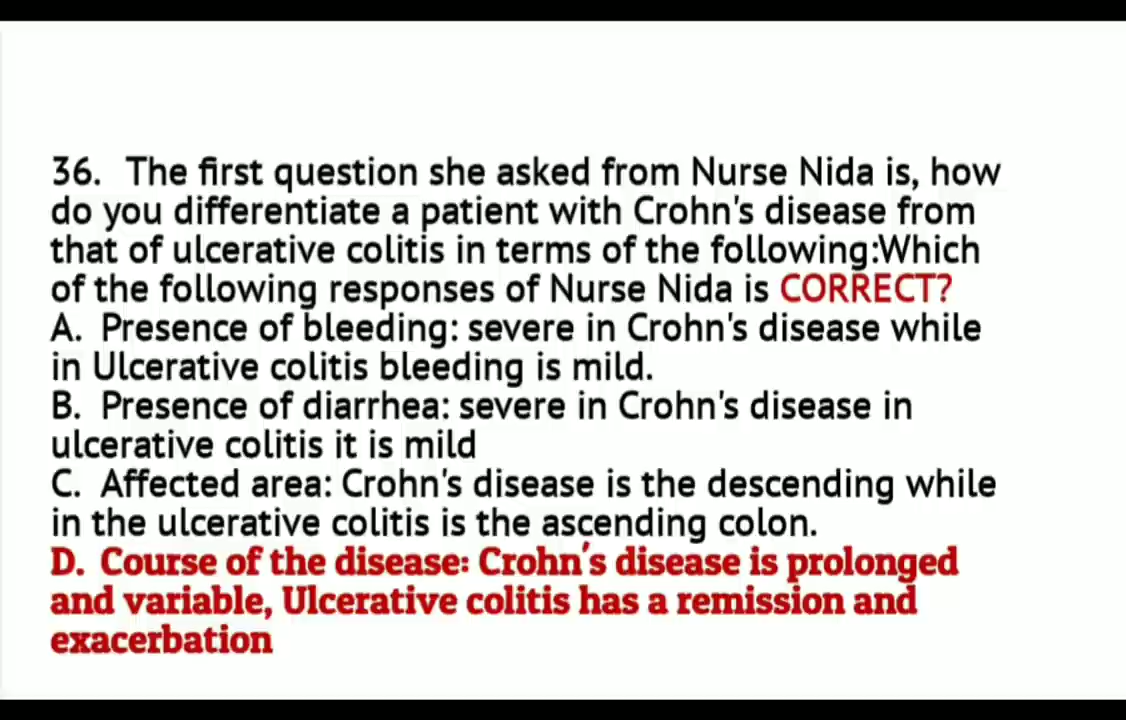 36.  The first question she asked from Nurse Nida is, how
do you differentiate a patient with Crohn's disease from
that of ulcerative colitis in terms of the following:Which
of the following responses of Nurse Nida is CORRECT?
A.  Presence of bleeding: severe in Crohn's disease while
in Ulcerative colitis bleeding is mild.
B.  Presence of diarrhea: severe in Crohn's disease in
ulcerative colitis it is mild
C.  Affected area: Crohn's disease is the descending while
in the ulcerative colitis is the ascending colon.
D.  Course of the disease: Crohn's disease is prolonged
and variable, Ulcerative colitis has a remission and
exacerbation